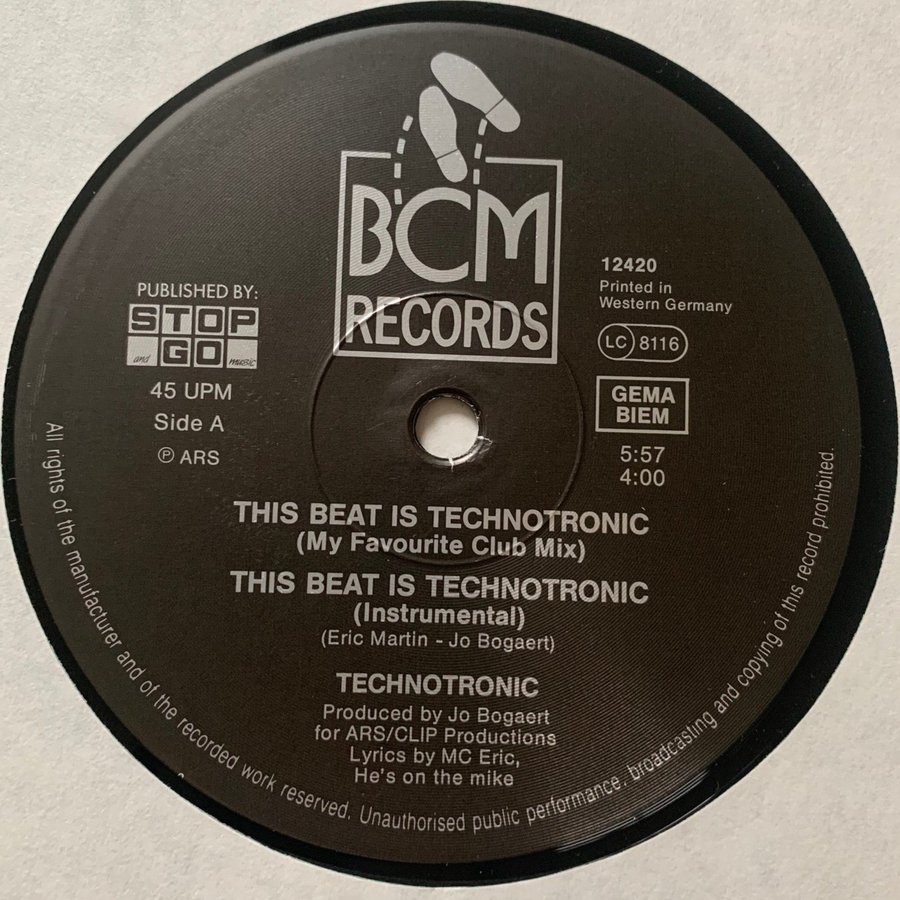 BCM
RECORDS
PUBLISHED BY:
STOP
and GO music
45 UPM
Side A
Ⓟ ARS
12420
Printed in
Western Germany
LC 8116
GEMA
BIEM
5:57
4:00
THIS BEAT IS TECHNOTRONIC
(My Favourite Club Mix)
THIS BEAT IS TECHNOTRONIC
(Instrumental)
(Eric Martin - Jo Bogaert)
TECHNOTRONIC
Produced by Jo Bogaert
for ARS/CLIP Productions
Lyrics by MC Eric,
He's on the mike
All rights of the manufacturer and of the recorded work reserved. Unauthorised public performance, broadcasting and copying of this record prohibited.